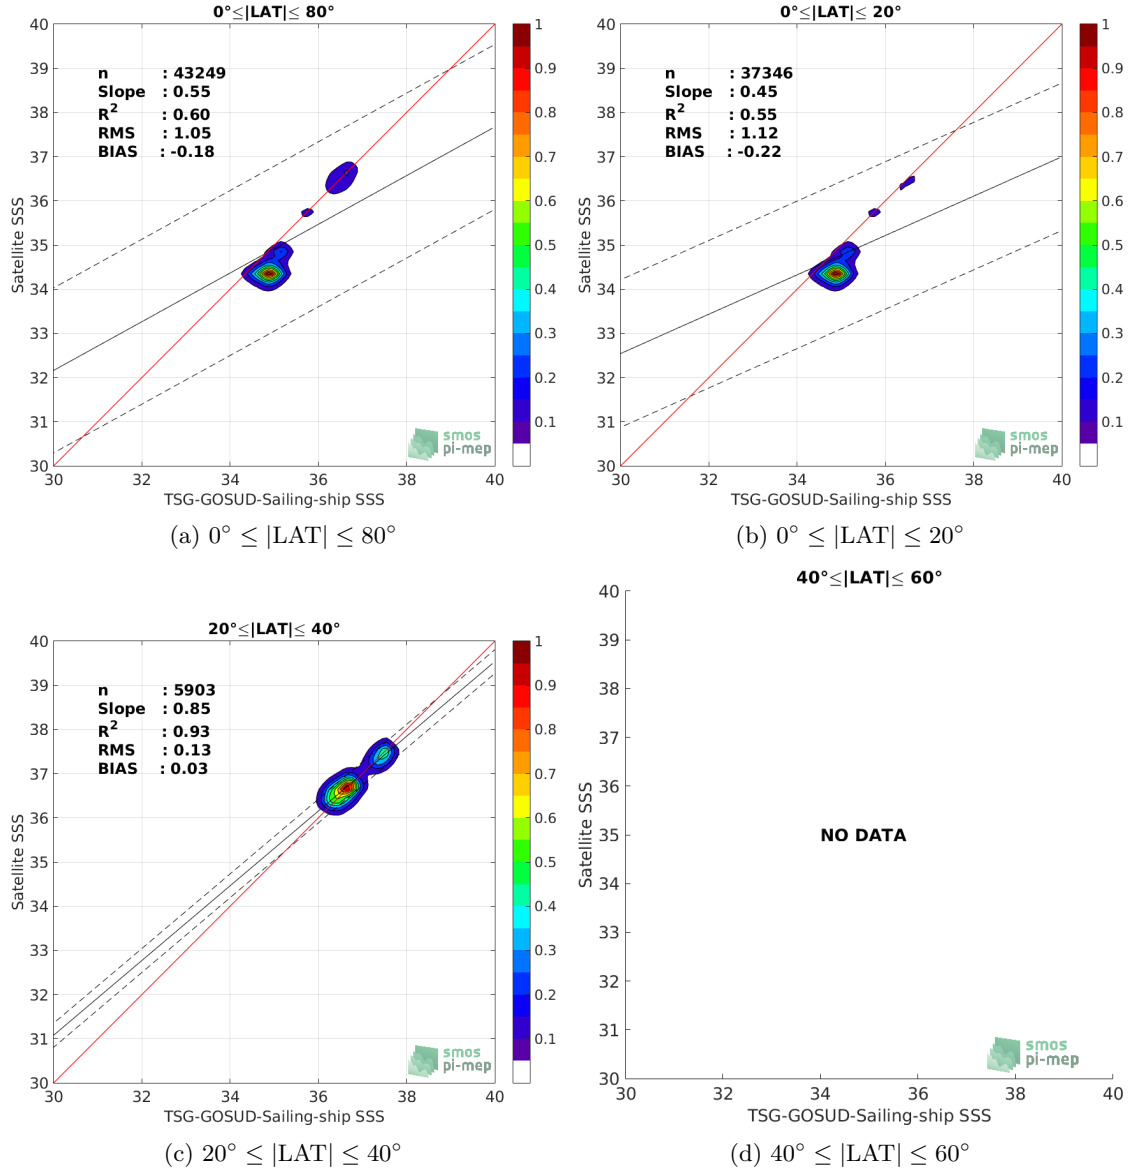 0°≤|LAT|≤ 80°
40
39
38
37
36
35
34
33
32
31
30
Satellite SSS
n : 43249
Slope : 0.55
R² : 0.60
RMS : 1.05
BIAS : -0.18
smos
pi-mep
30 32 34 36 38 40
TSG-GOSUD-Sailing-ship SSS
1
0.9
0.8
0.7
0.6
0.5
0.4
0.3
0.2
0.1
(a) 0° ≤ |LAT| ≤ 80°
0°≤|LAT|≤ 20°
40
39
38
37
36
35
34
33
32
31
30
Satellite SSS
n : 37346
Slope : 0.45
R² : 0.55
RMS : 1.12
BIAS : -0.22
smos
pi-mep
30 32 34 36 38 40
TSG-GOSUD-Sailing-ship SSS
1
0.9
0.8
0.7
0.6
0.5
0.4
0.3
0.2
0.1
(b) 0° ≤ |LAT| ≤ 20°
20°≤|LAT|≤ 40°
40
39
38
37
36
35
34
33
32
31
30
Satellite SSS
n : 5903
Slope : 0.85
R² : 0.93
RMS : 0.13
BIAS : 0.03
smos
pi-mep
30 32 34 36 38 40
TSG-GOSUD-Sailing-ship SSS
1
0.9
0.8
0.7
0.6
0.5
0.4
0.3
0.2
0.1
(c) 20° ≤ |LAT| ≤ 40°
40°≤|LAT|≤ 60°
40
39
38
37
36
35
34
33
32
31
30
Satellite SSS
NO DATA
smos
pi-mep
30 32 34 36 38 40
TSG-GOSUD-Sailing-ship SSS
(d) 40° ≤ |LAT| ≤ 60°